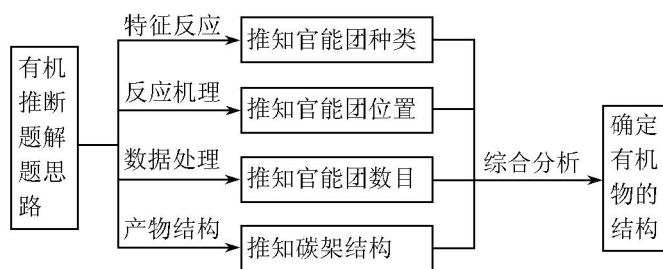 有机
推断
题解
题思
路
特征反应
推知官能团种类
反应机理
推知官能团位置
数据处理
推知官能团数目
产物结构
推知碳架结构
综合分析
确定
有机
物的
结构